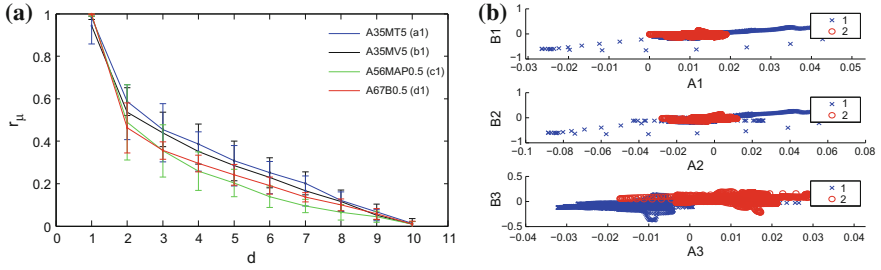 (a)
1
0.8
0.6
0.4
0.2
0
r_μ
0 1 2 3 4 5 6 7 8 9 10 11
d
A35MT5 (a1)
A35MV5 (b1)
A56MAP0.5 (c1)
A67B0.5 (d1)
(b)
B1
1
0
-1
-0.03 -0.02 -0.01 0 0.01 0.02 0.03 0.04 0.05
A1
1
2
B2
1
0
-1
-0.1 -0.08 -0.06 -0.04 -0.02 0 0.02 0.04 0.06 0.08
A2
1
2
B3
0.5
0
-0.5
-0.04 -0.03 -0.02 -0.01 0 0.01 0.02 0.03 0.04
A3
1
2